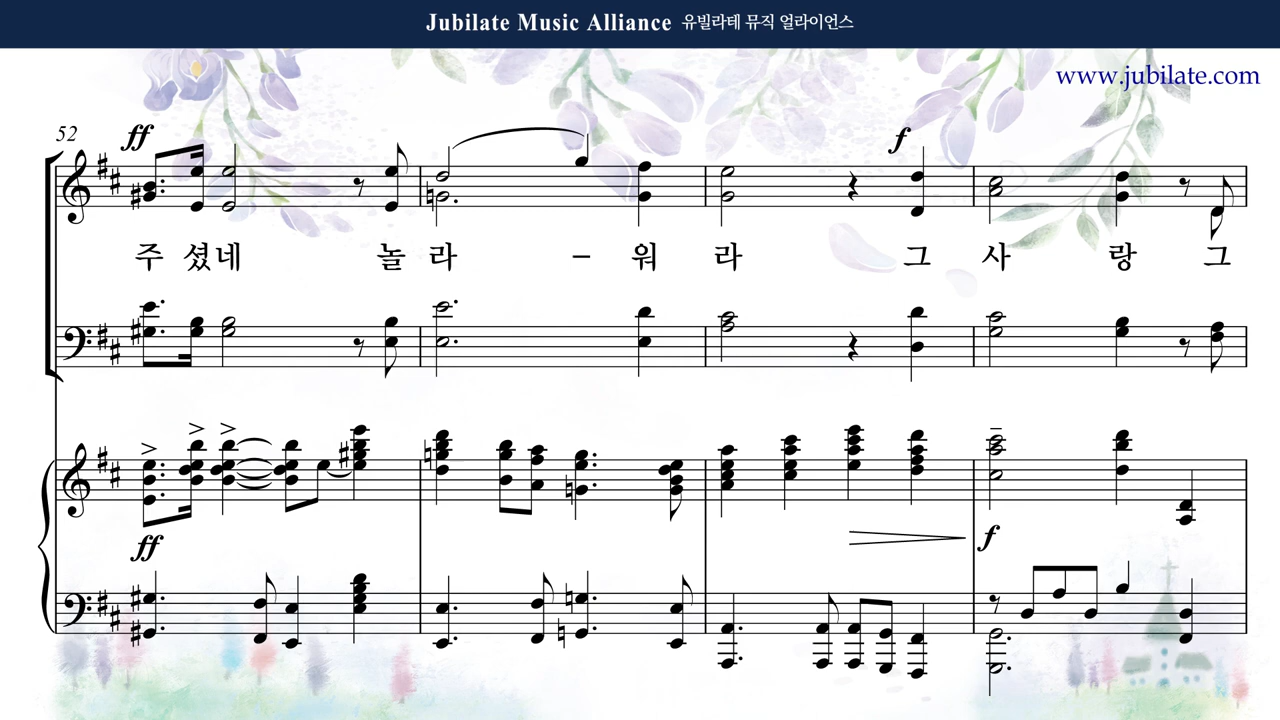 Jubilate Music Alliance 유빌라테 뮤직 얼라이언스
www.jubilate.com
52
ff
f
주 셨네 놀 라 - 워 라 그 사 랑 그
ff
f